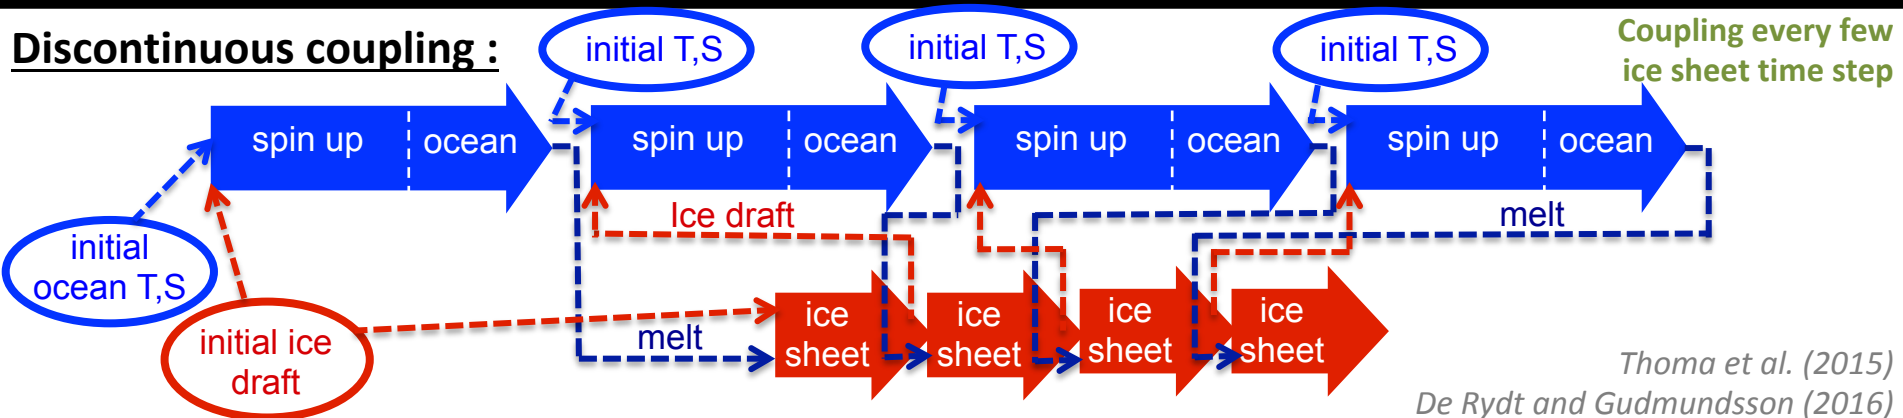 Discontinuous coupling :
initial T,S
initial T,S
initial T,S
Coupling every few
ice sheet time step
spin up
ocean
spin up
ocean
spin up
ocean
spin up
ocean
Ice draft
melt
initial
ocean T,S
initial ice
draft
melt
ice
sheet
ice
sheet
ice
sheet
ice
sheet
Thoma et al. (2015)
De Rydt and Gudmundsson (2016)